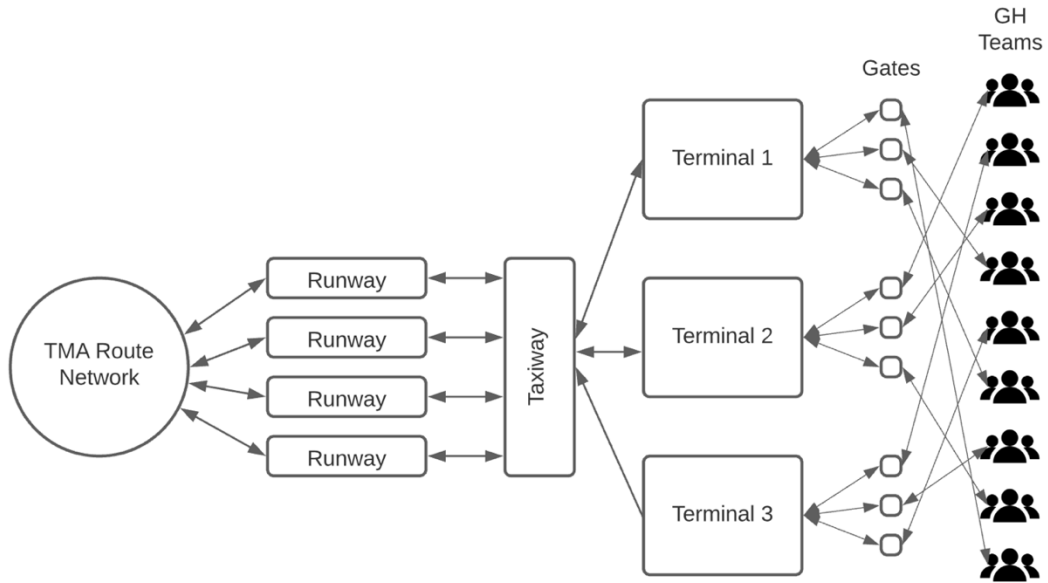 GH
Teams
Gates
Terminal 1
Runway
Runway
TMA Route
Network
Taxiway
Terminal 2
Runway
Runway
Terminal 3